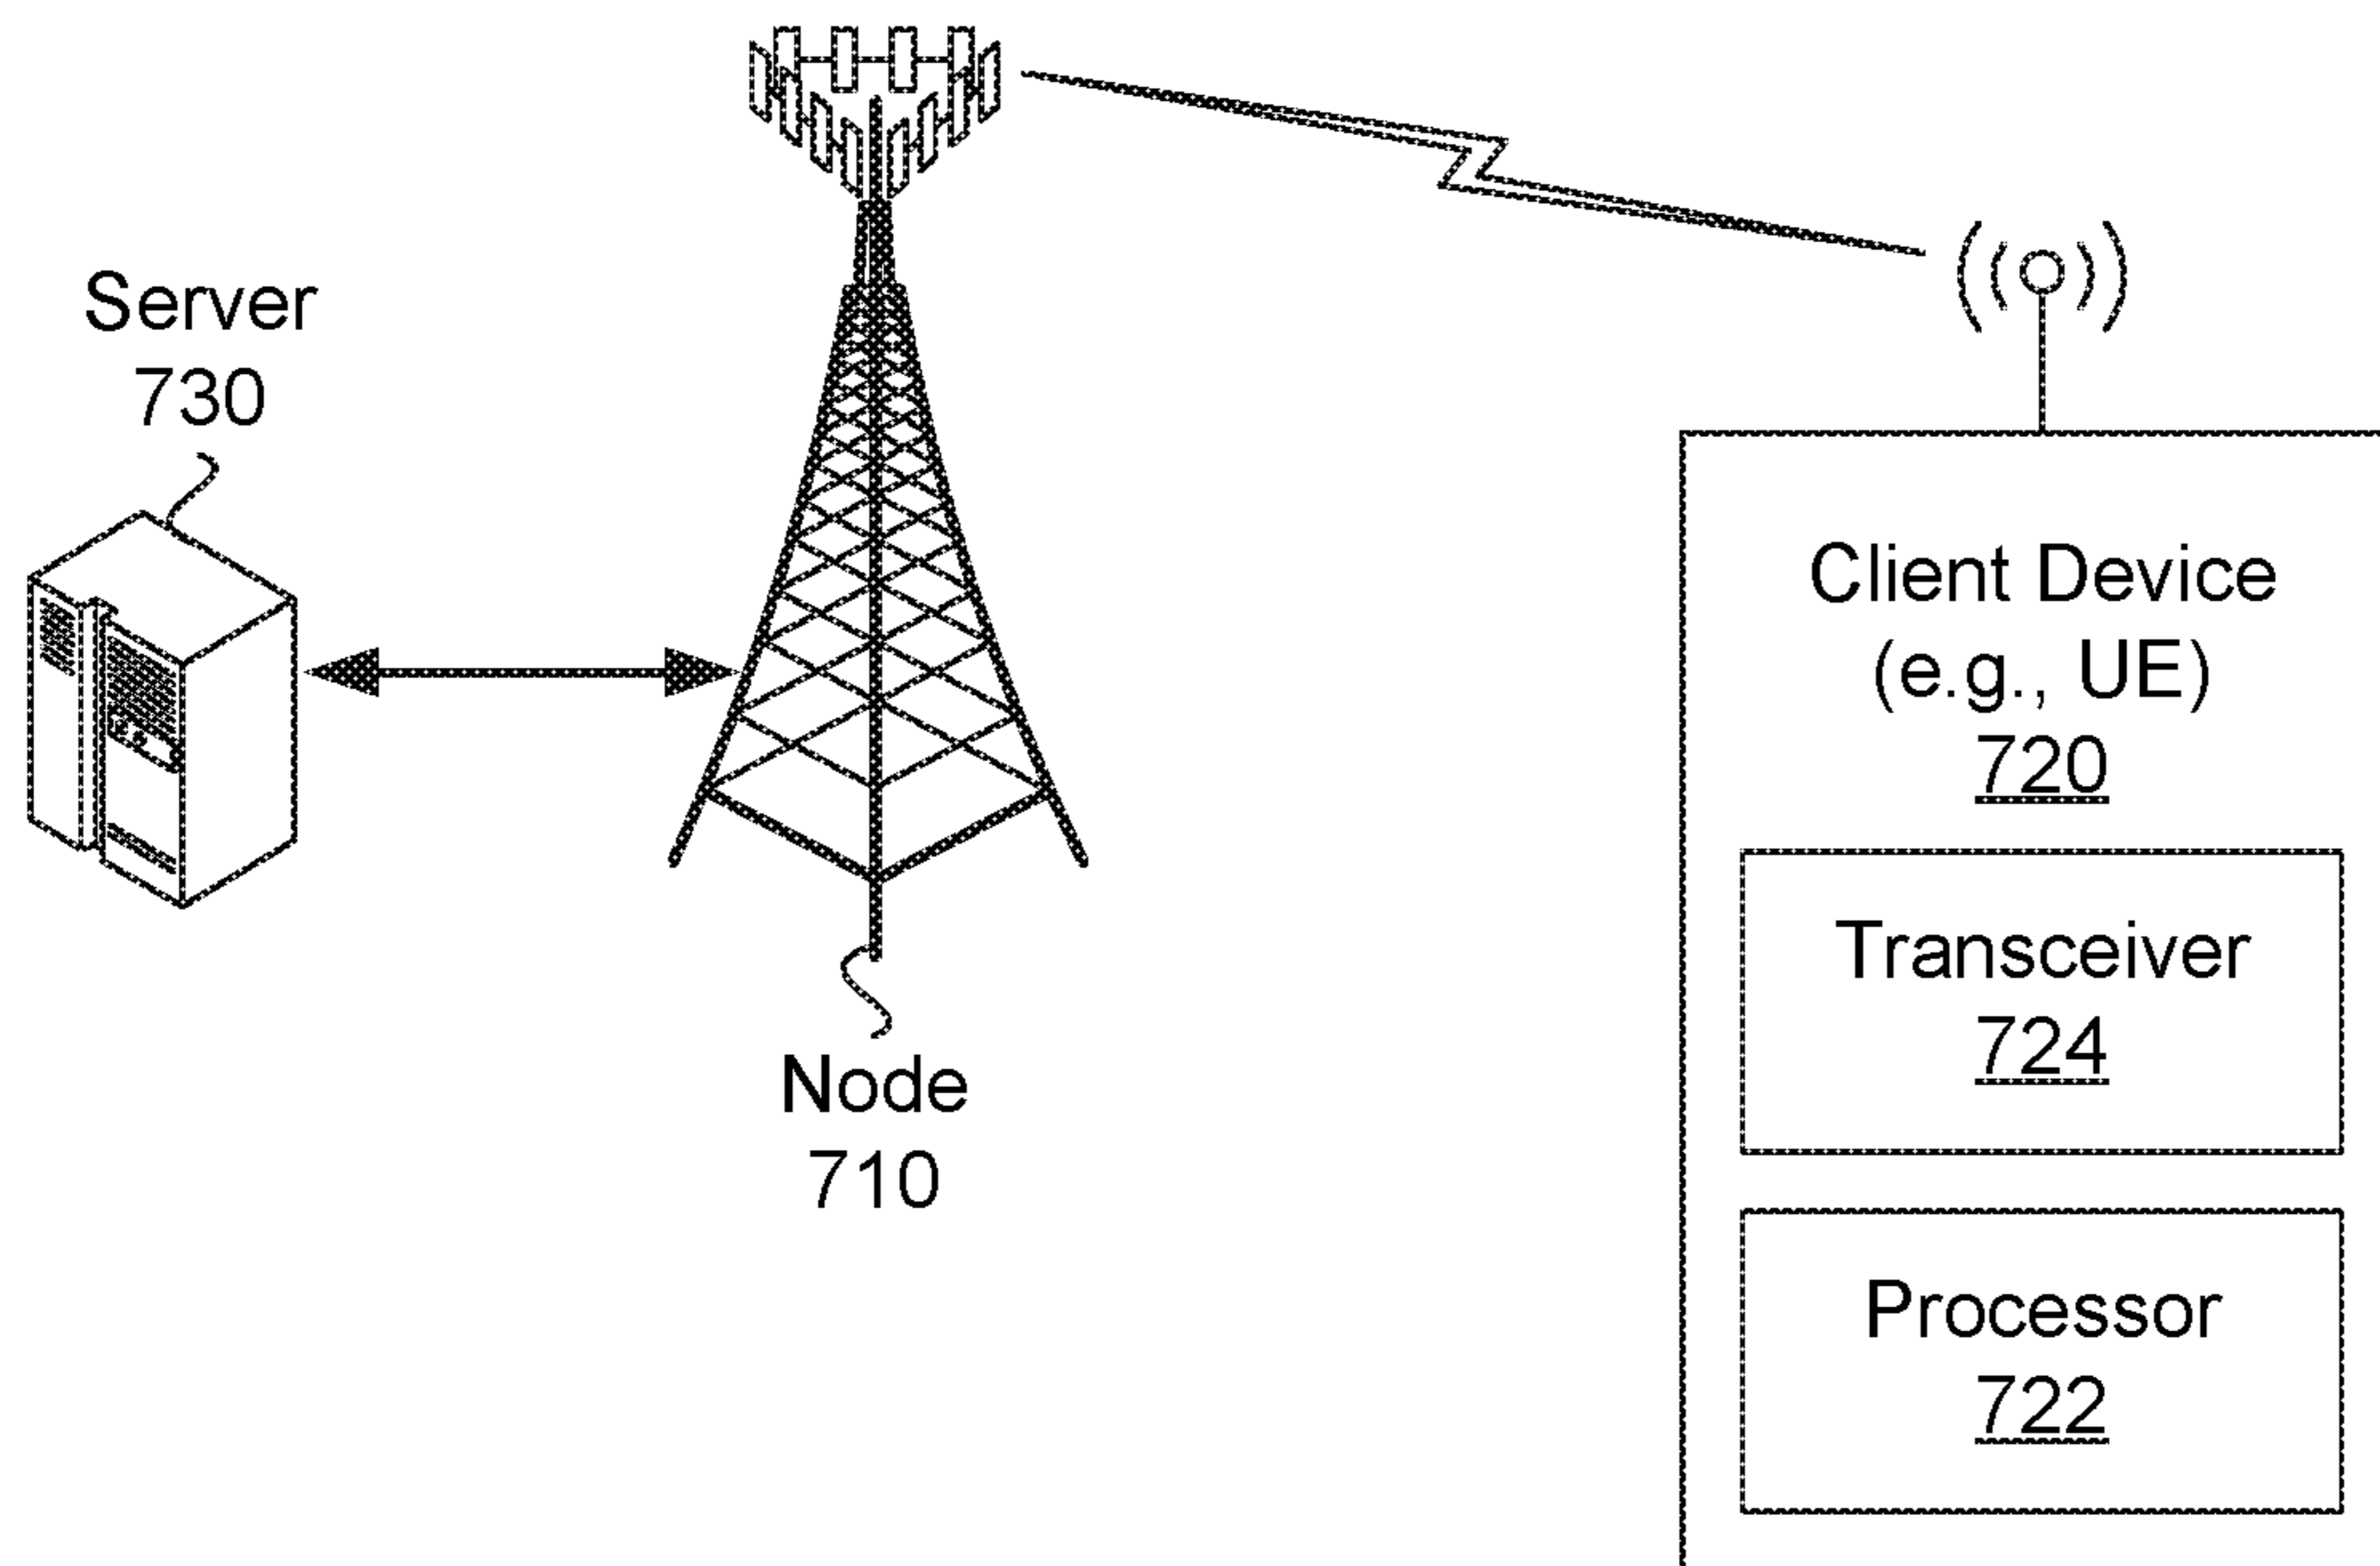 Server
730
Node
710
Client Device
(e.g., UE)
720
Transceiver
724
Processor
722